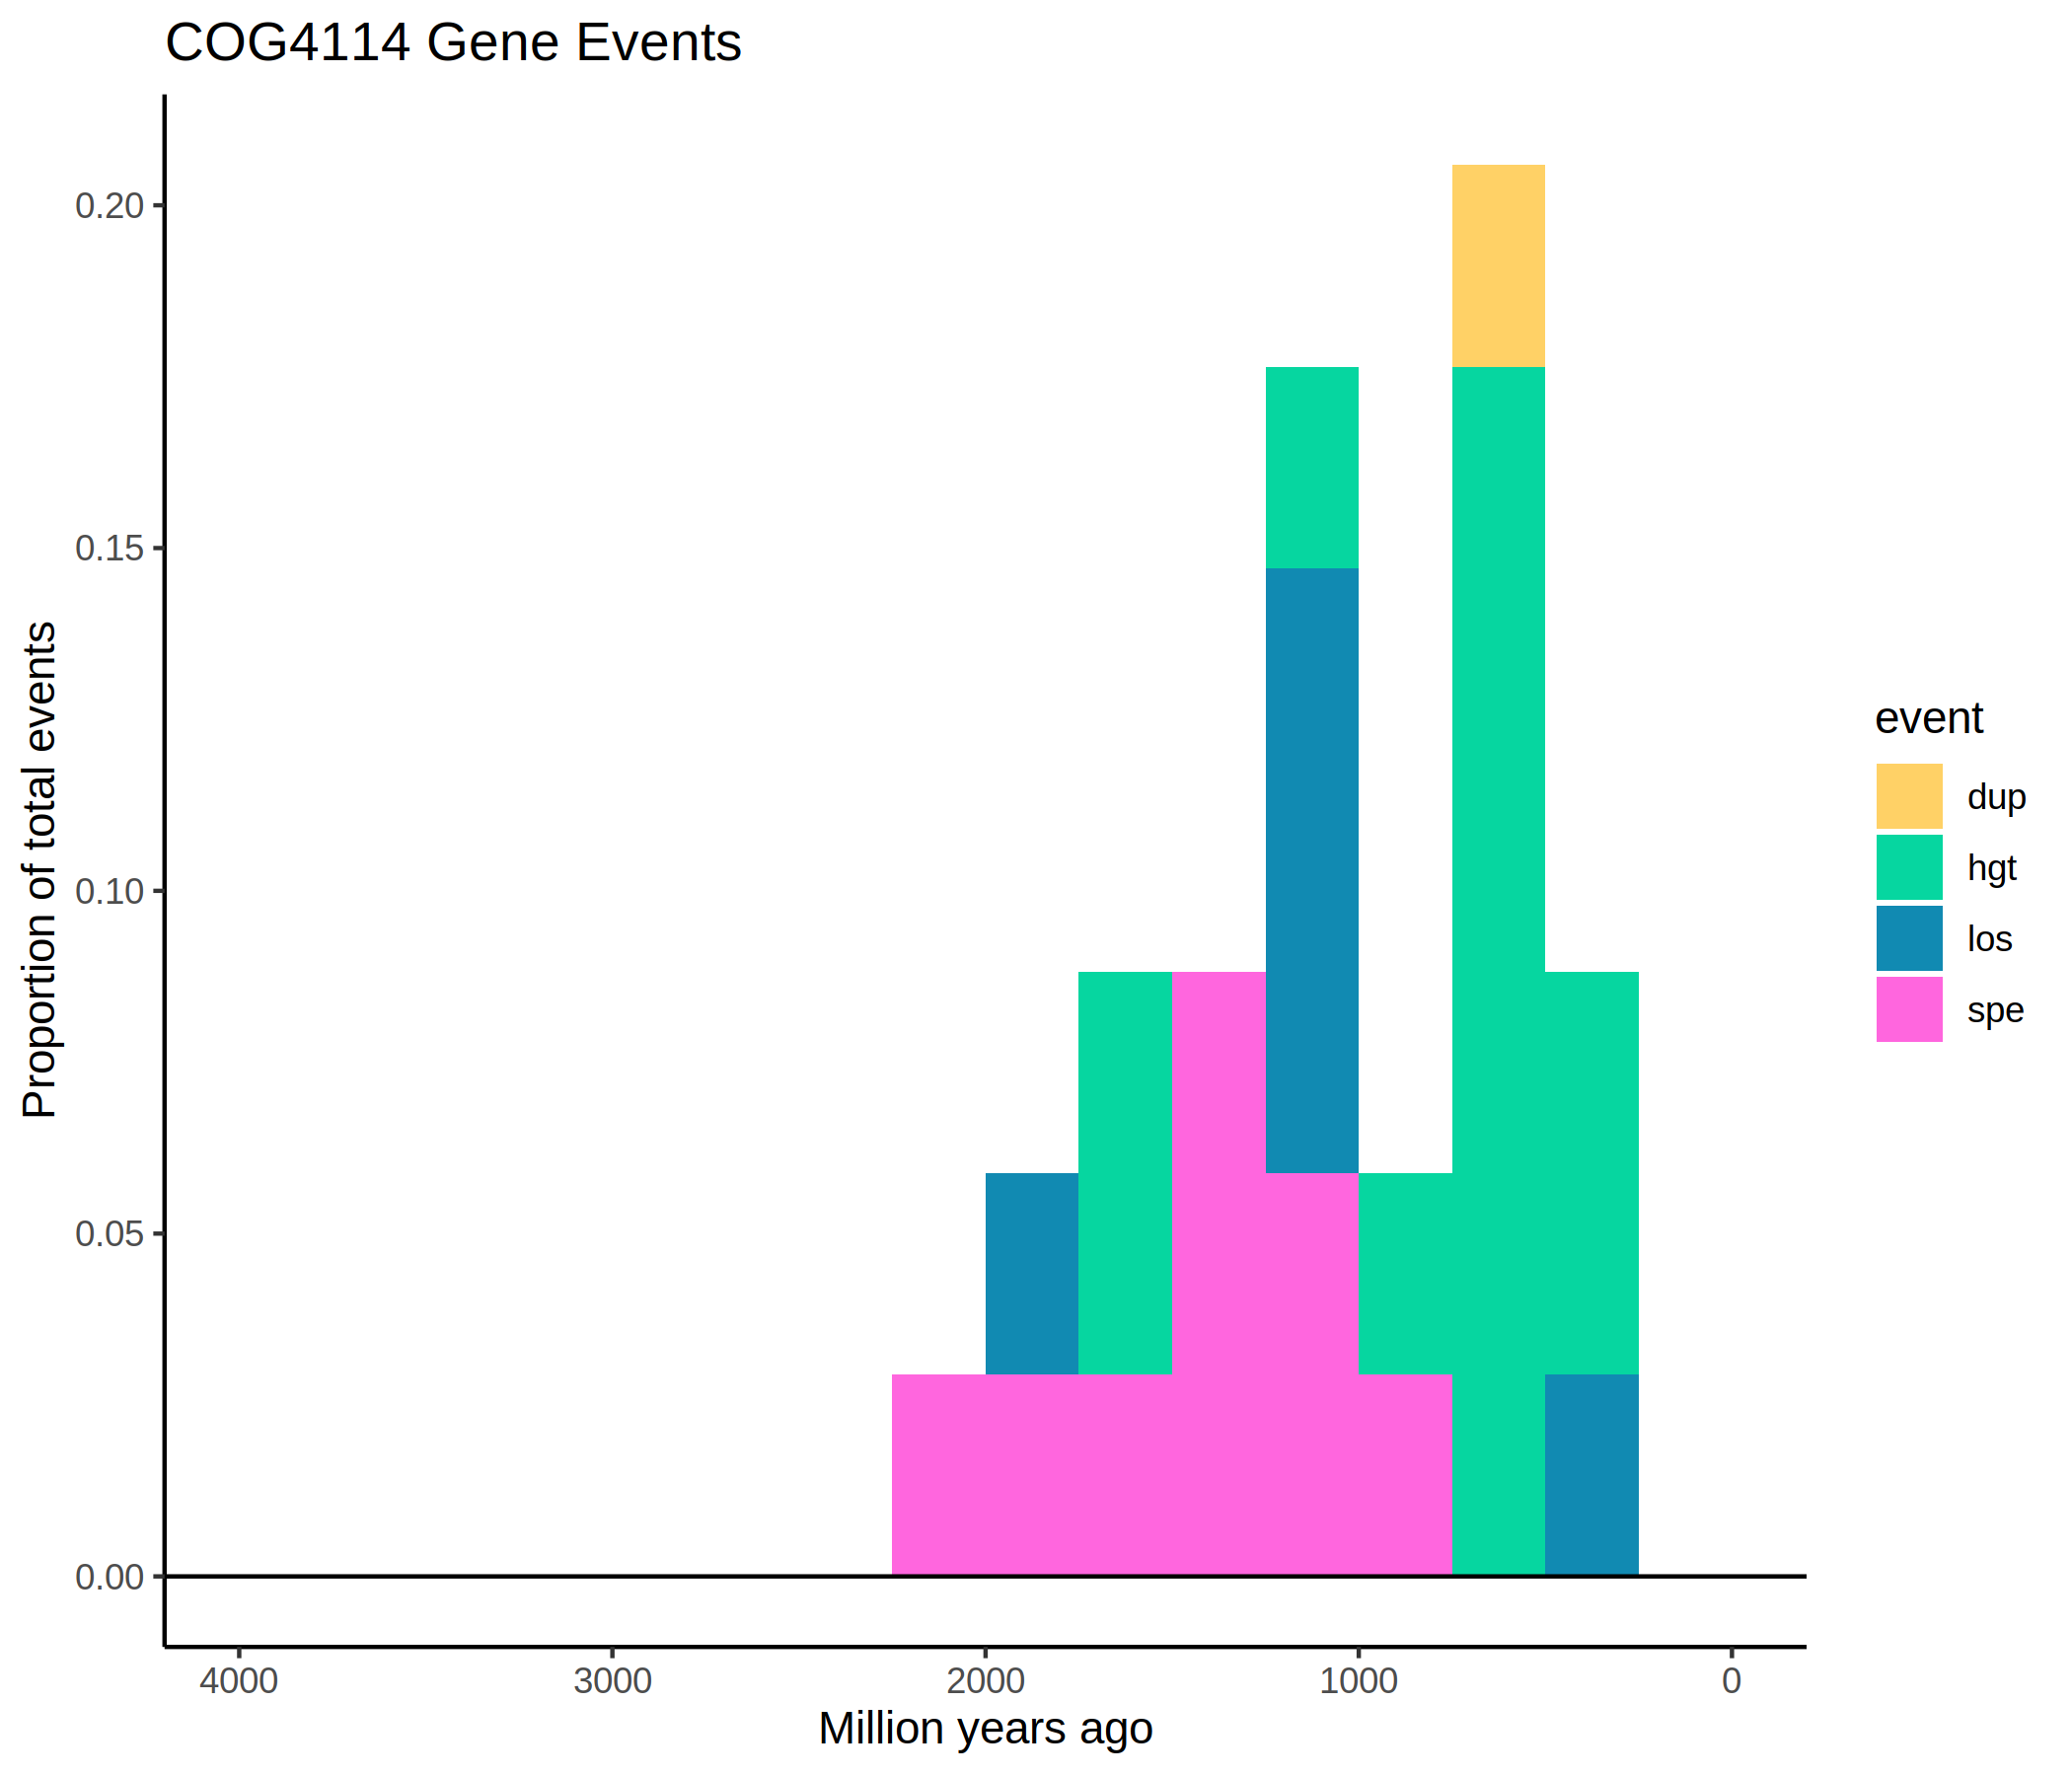 COG4114 Gene Events
0.20
0.15
0.10
0.05
0.00
Proportion of total events
4000 3000 2000 1000 0
Million years ago
event
dup
hgt
los
spe